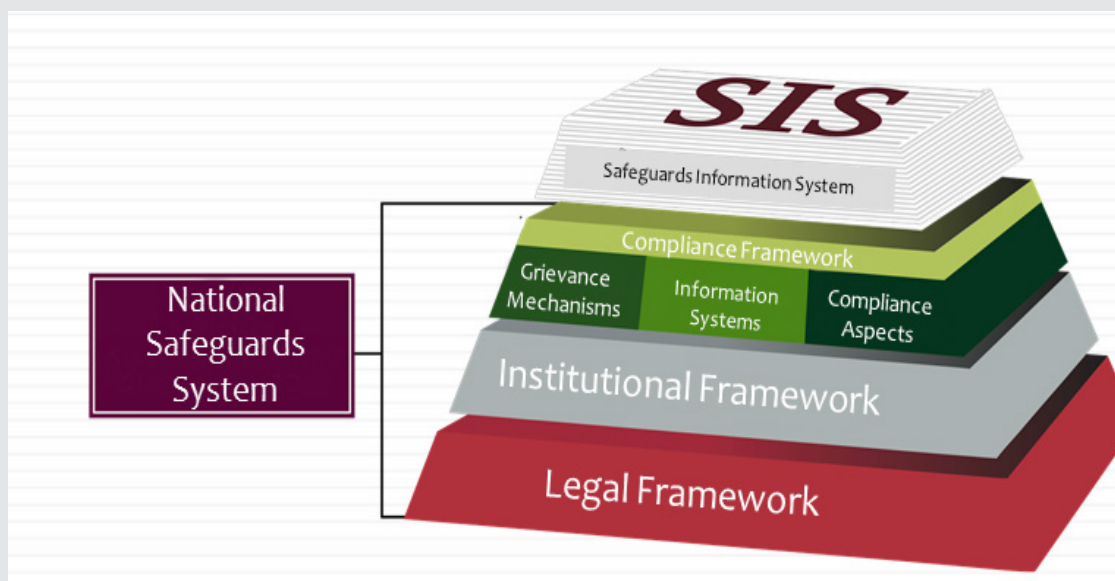 SIS
Safeguards Information System
Compliance Framework
Grievance
Mechanisms
Information
Systems
Compliance
Aspects
National
Safeguards
System
Institutional Framework
Legal Framework